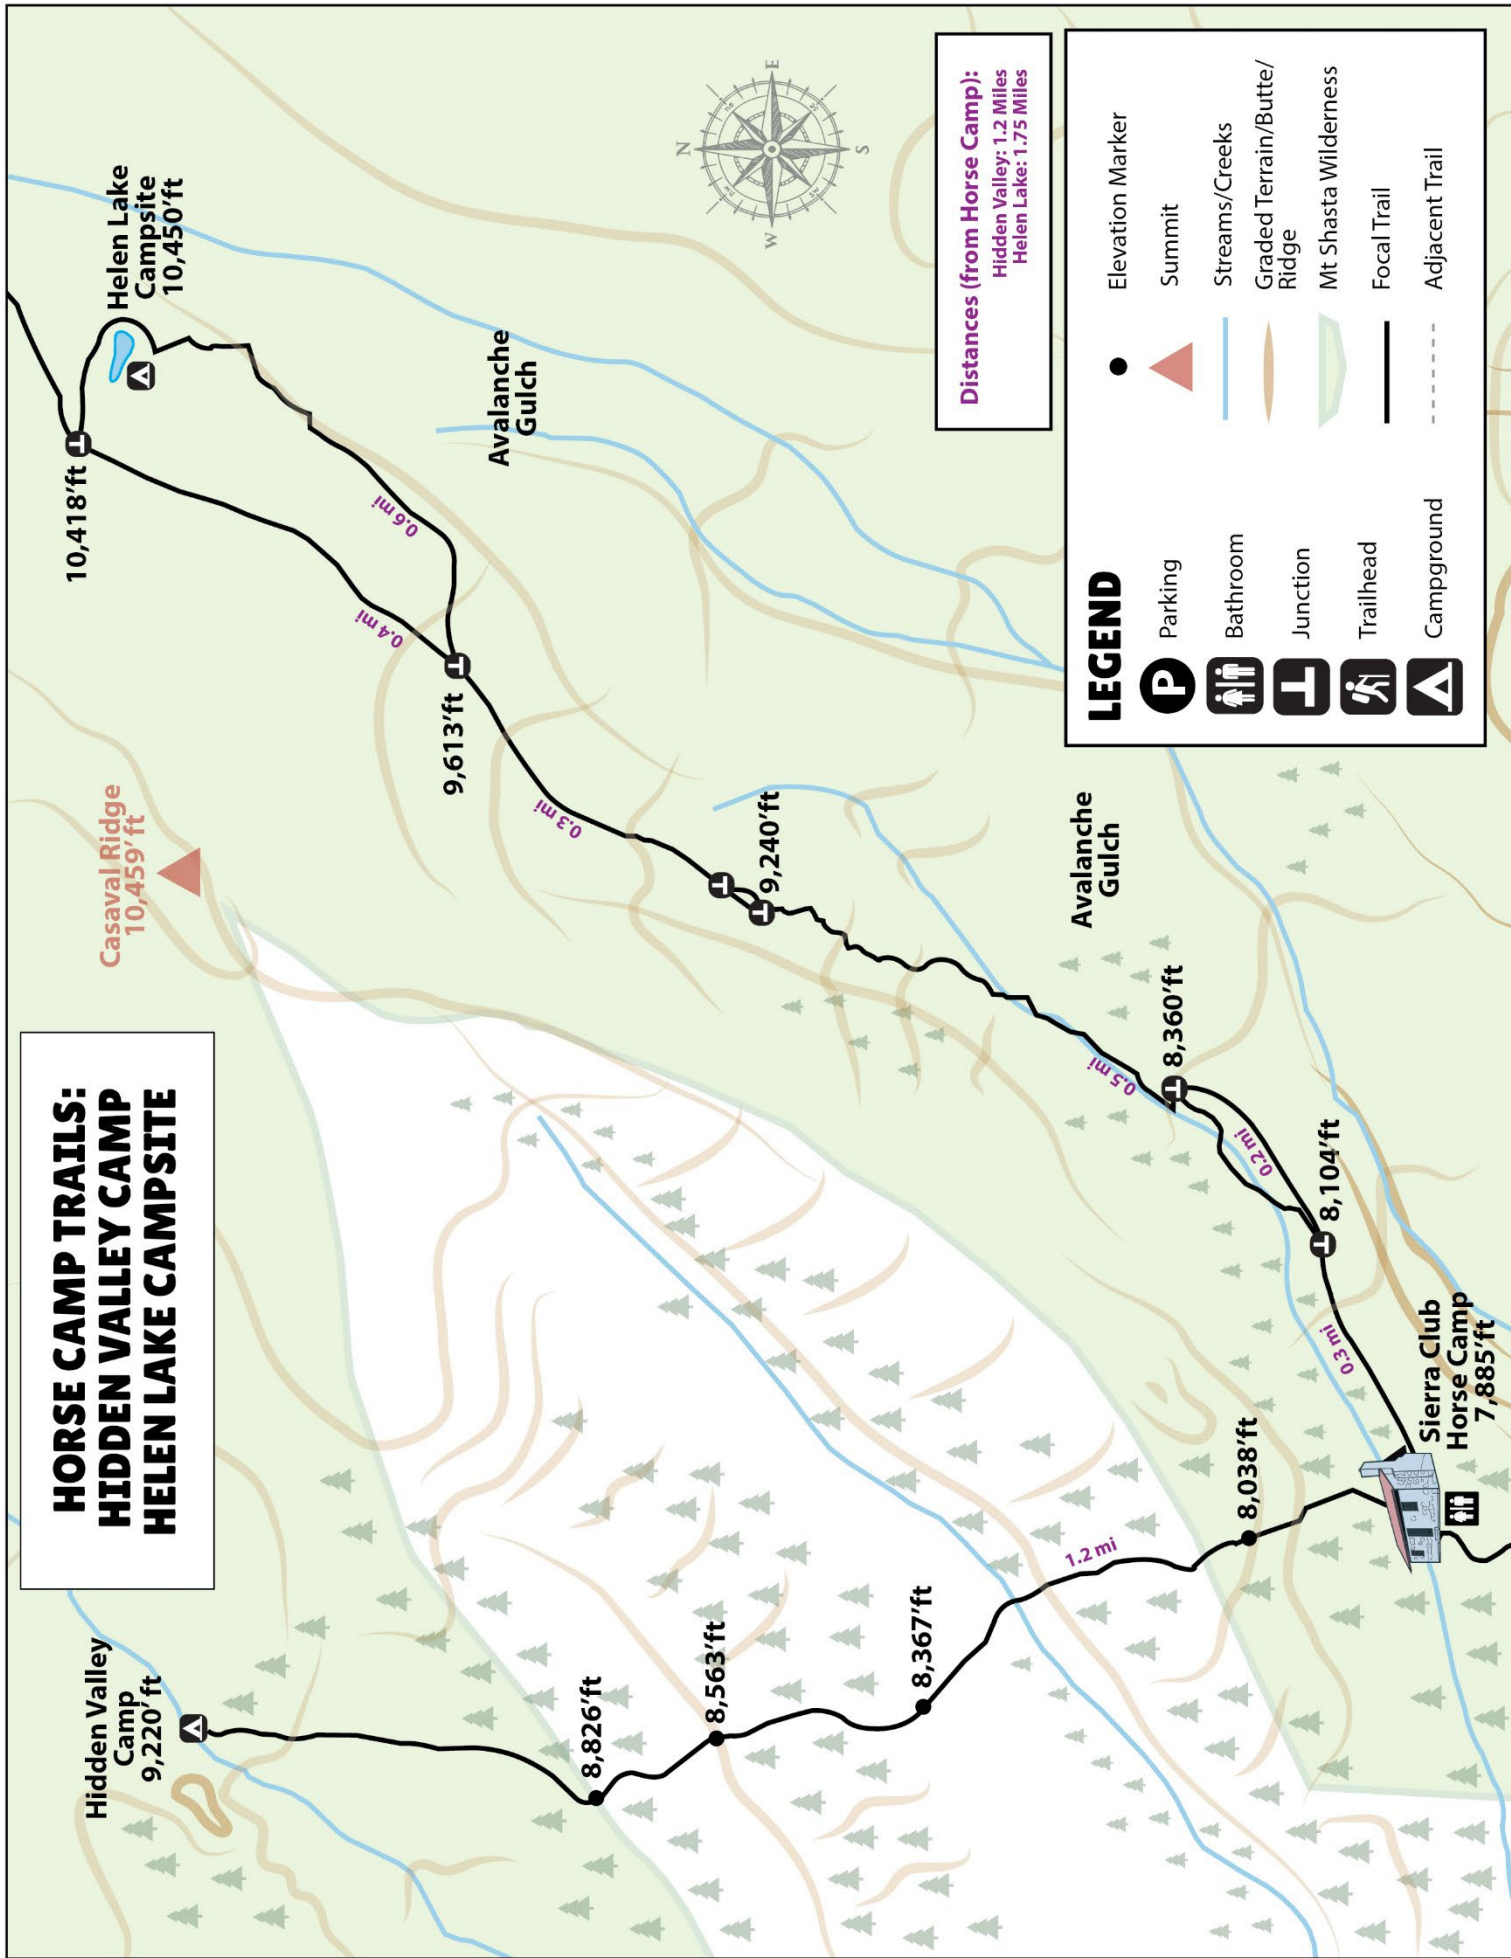 HORSE CAMP TRAILS:
HIDDEN VALLEY CAMP
HELEN LAKE CAMPSITE
Hidden Valley
Camp
9,220'ft
8,826'ft
8,563'ft
8,367'ft
1.2 mi
8,038'ft
Sierra Club
Horse Camp
7,885'ft
0.3 mi
8,104'ft
0.2 mi
8,360'ft
0.5 mi
Avalanche
Gulch
9,240'ft
0.3 mi
9,613'ft
0.4 mi
0.6 mi
10,418'ft
Helen Lake
Campsite
10,450'ft
Casaval Ridge
10,459'ft
Avalanche
Gulch
N
E
S
W
NE
SE
SW
NW
Distances (from Horse Camp):
Hidden Valley: 1.2 Miles
Helen Lake: 1.75 Miles
LEGEND
P
Parking
Bathroom
T
Junction
Trailhead
Campground
Elevation Marker
Summit
Streams/Creeks
Graded Terrain/Butte/
Ridge
Mt Shasta Wilderness
Focal Trail
Adjacent Trail